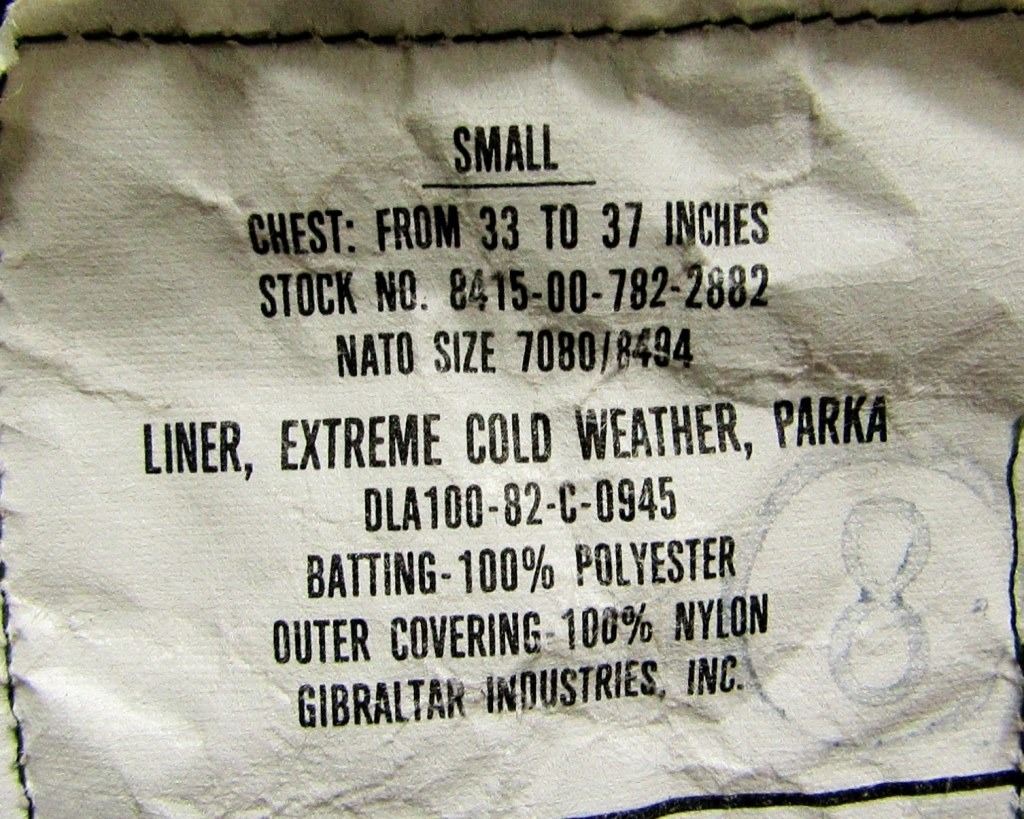 SMALL
CHEST: FROM 33 TO 37 INCHES
STOCK NO. 8415-00-782-2882
NATO SIZE 7080/8494
LINER, EXTREME COLD WEATHER, PARKA
DLA100-82-C-0945
BATTING-100% POLYESTER
OUTER COVERING-100% NYLON
GIBRALTAR INDUSTRIES, INC.
8